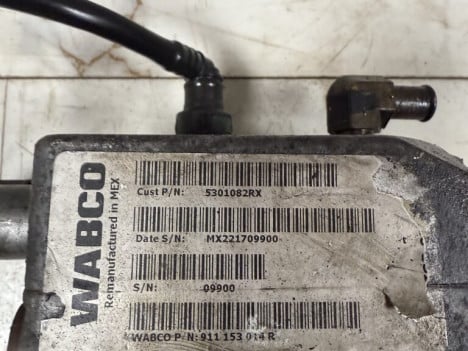 WABCO
Remanufactured in MEX
Cust P/N: 5301082RX
Date S/N: MX221709900
S/N: 09900
WABCO P/N: 911 153 014 R